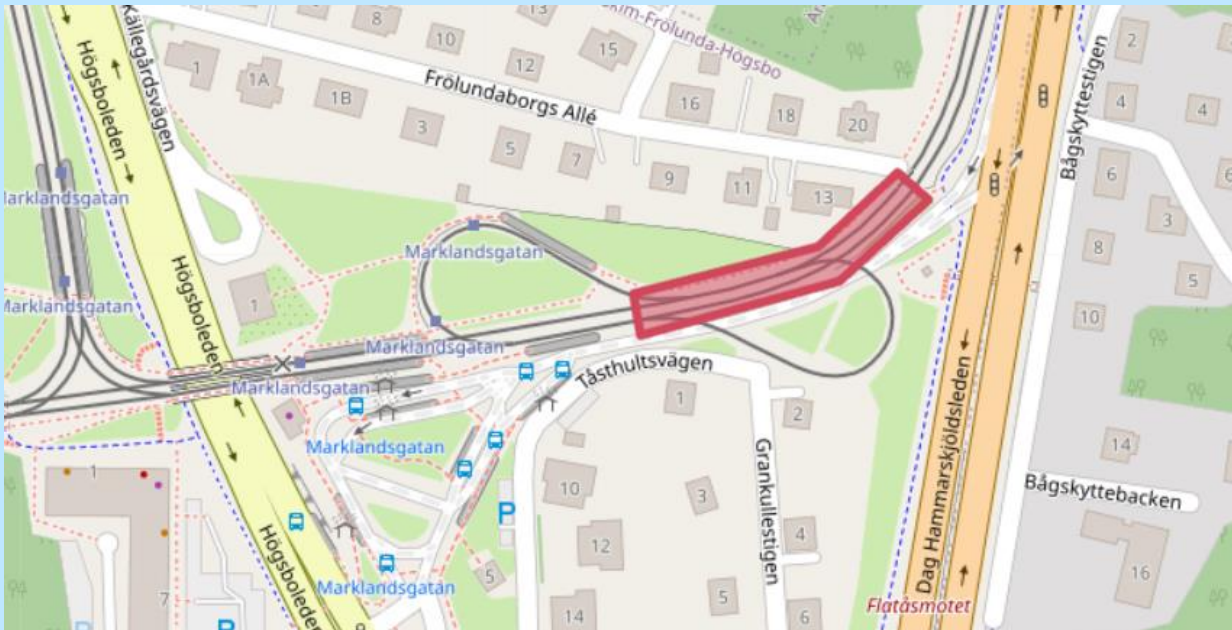 Källegårdsvägen
Högsboleden
8
10
12
15
kim-Frölunda-Högsbo
1
1A
1B
Frölundaborgs Allé
16
18
20
3
5
7
9
11
13
2
4
4
Bågskyttestigen
6
3
8
5
10
Marklandsgatan
Marklandsgatan
Högsboleden
1
Marklandsgatan
Marklandsgatan
Marklandsgatan
Tåsthultsvägen
1
2
Marklandsgatan
Grankullestigen
Dag Hammarskjöldsleden
14
Bågskyttebacken
1
10
3
P
12
4
16
Högsboleden
7
5
Marklandsgatan
14
5
6
Flatåsmotet
P
P